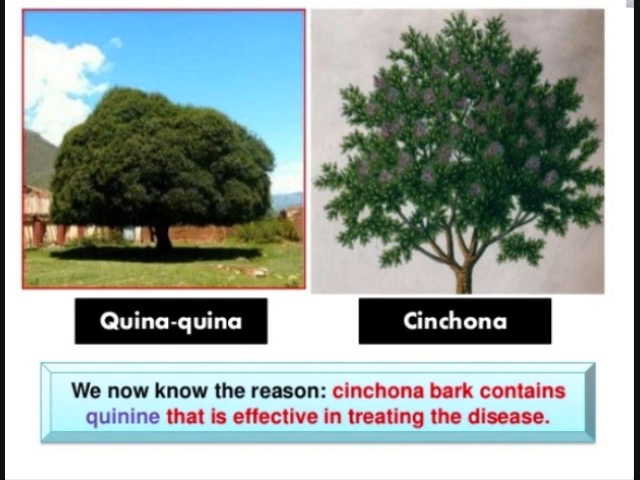 Quina-quina
Cinchona
We now know the reason: cinchona bark contains
quinine that is effective in treating the disease.